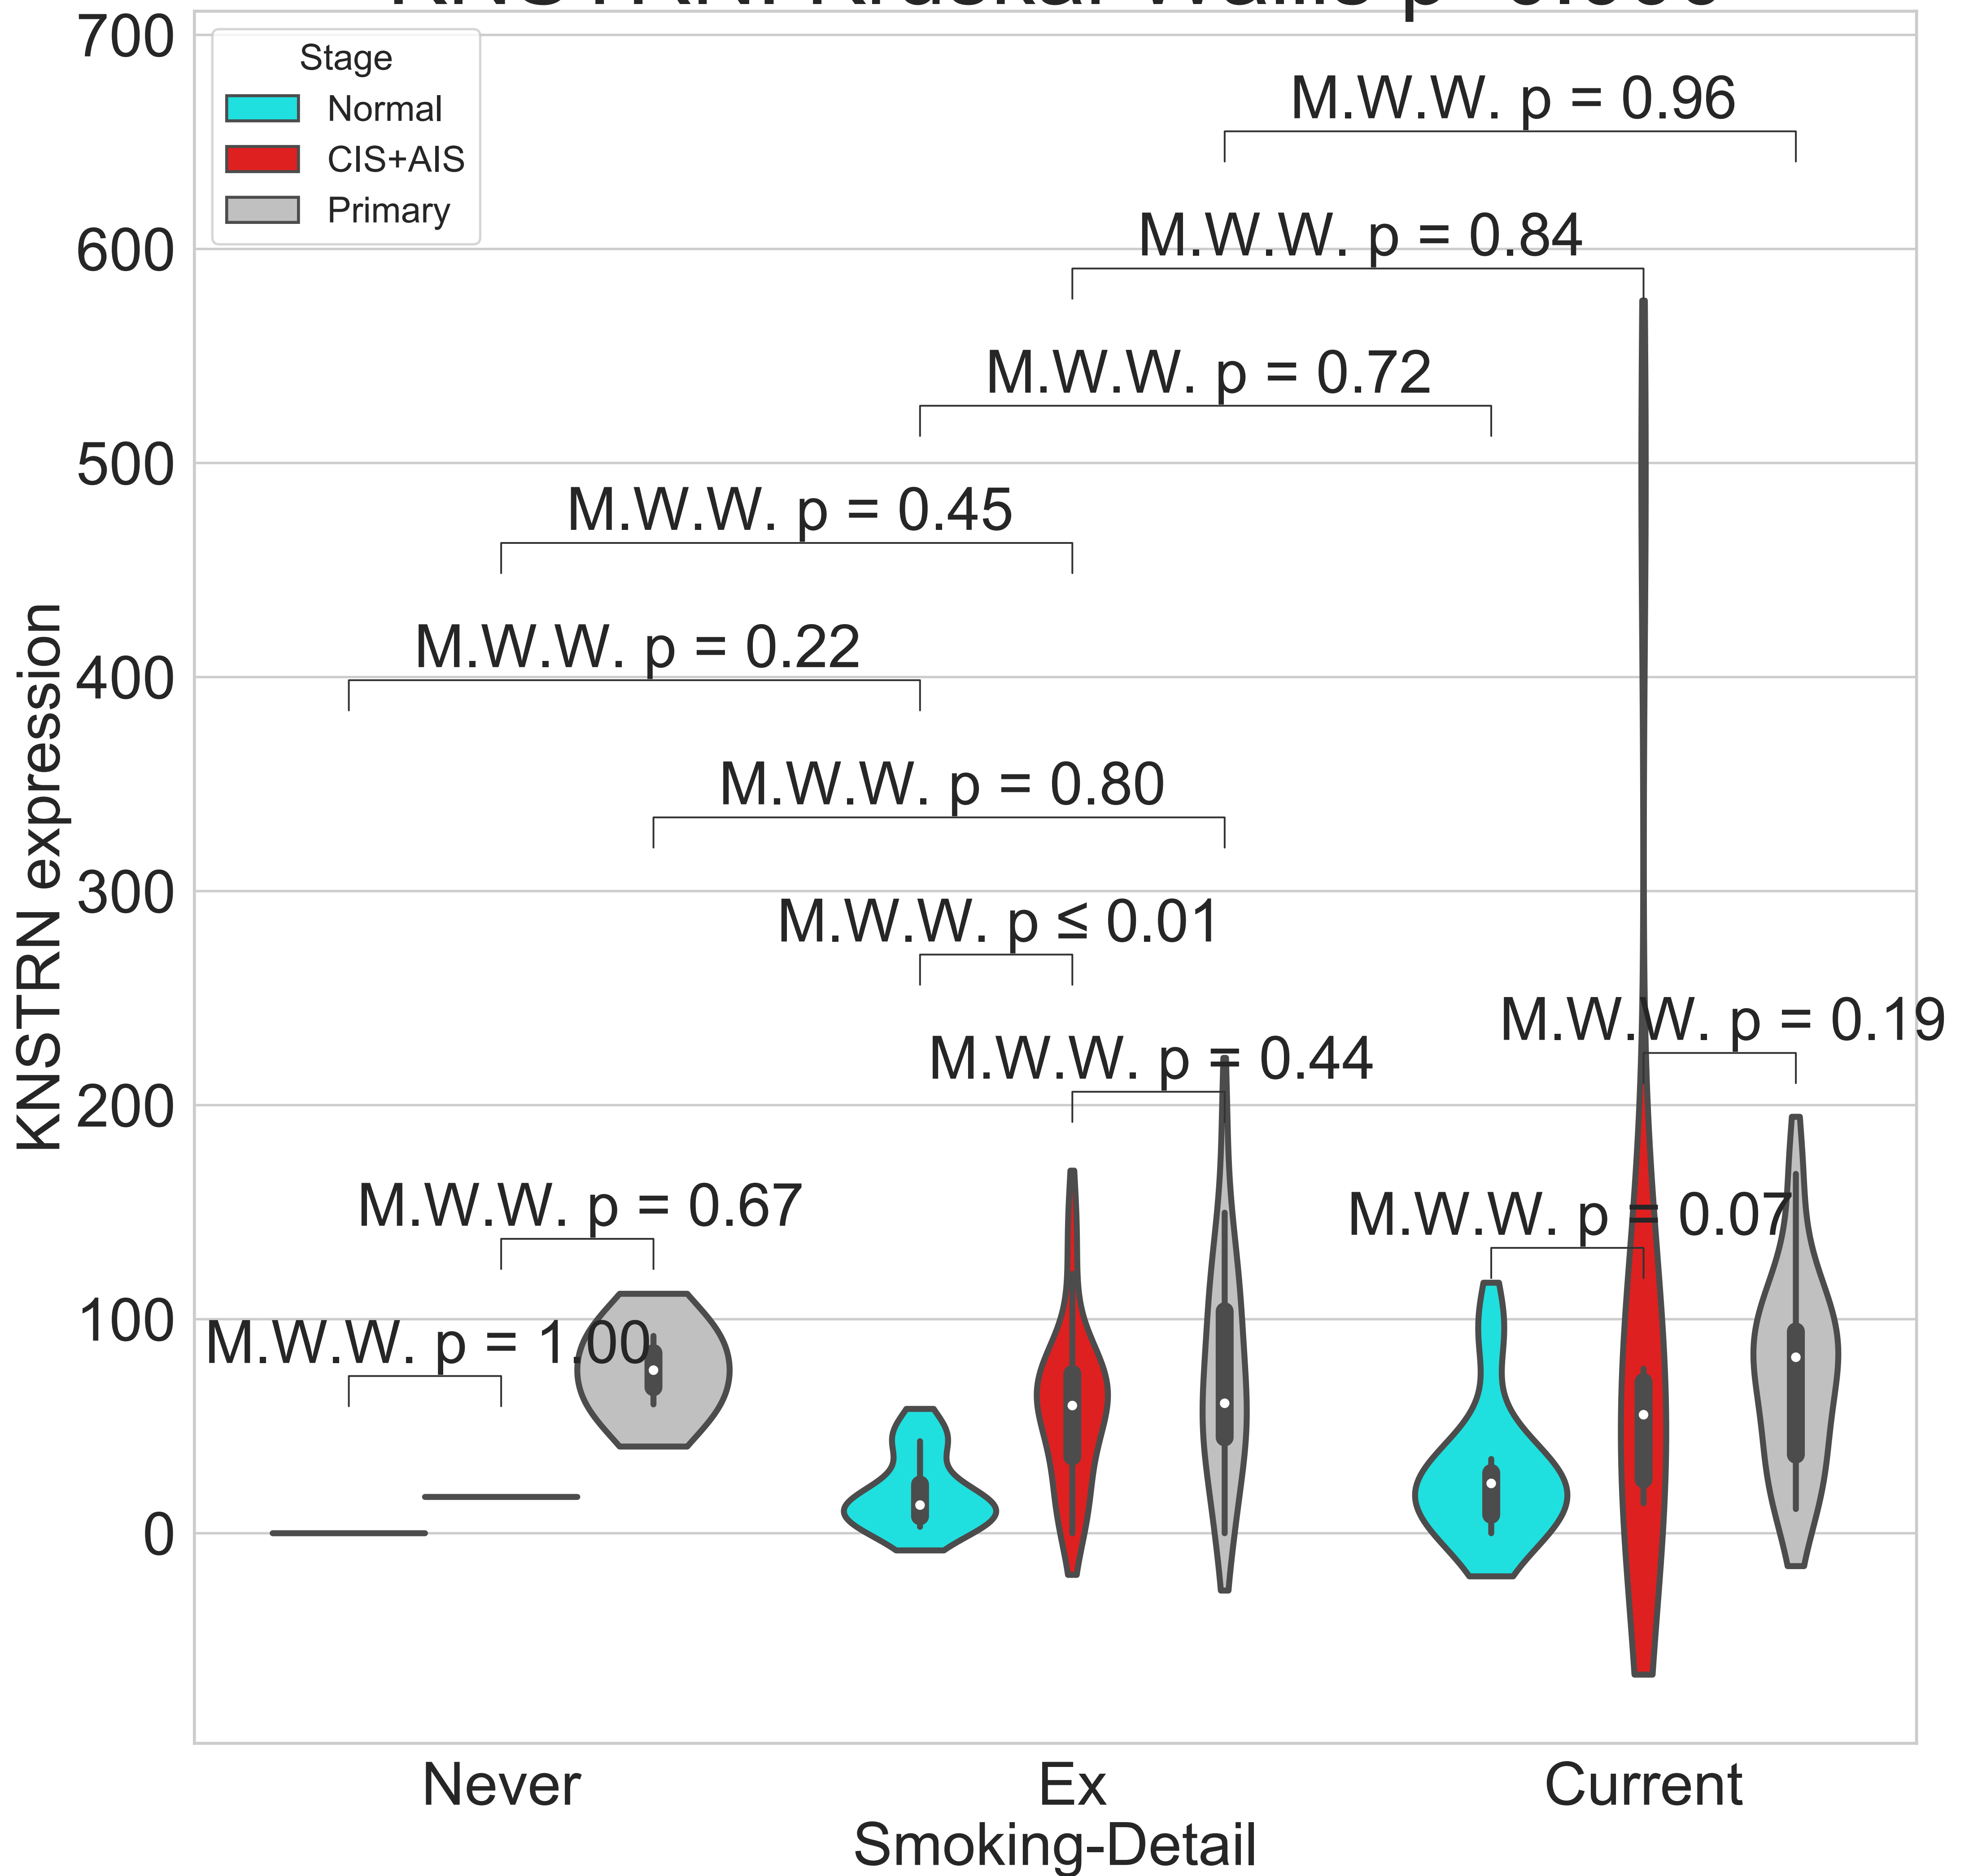 700
Stage
Normal
CIS+AIS
Primary
M.W.W. p = 0.96
600
M.W.W. p = 0.84
M.W.W. p = 0.72
500
M.W.W. p = 0.45
M.W.W. p = 0.22
400
M.W.W. p = 0.80
300
M.W.W. p ≤ 0.01
M.W.W. p = 0.19
M.W.W. p = 0.44
200
M.W.W. p = 0.67
M.W.W. p = 0.07
100
M.W.W. p = 1.00
0
KNSTRN expression
Never
Ex
Current
Smoking-Detail